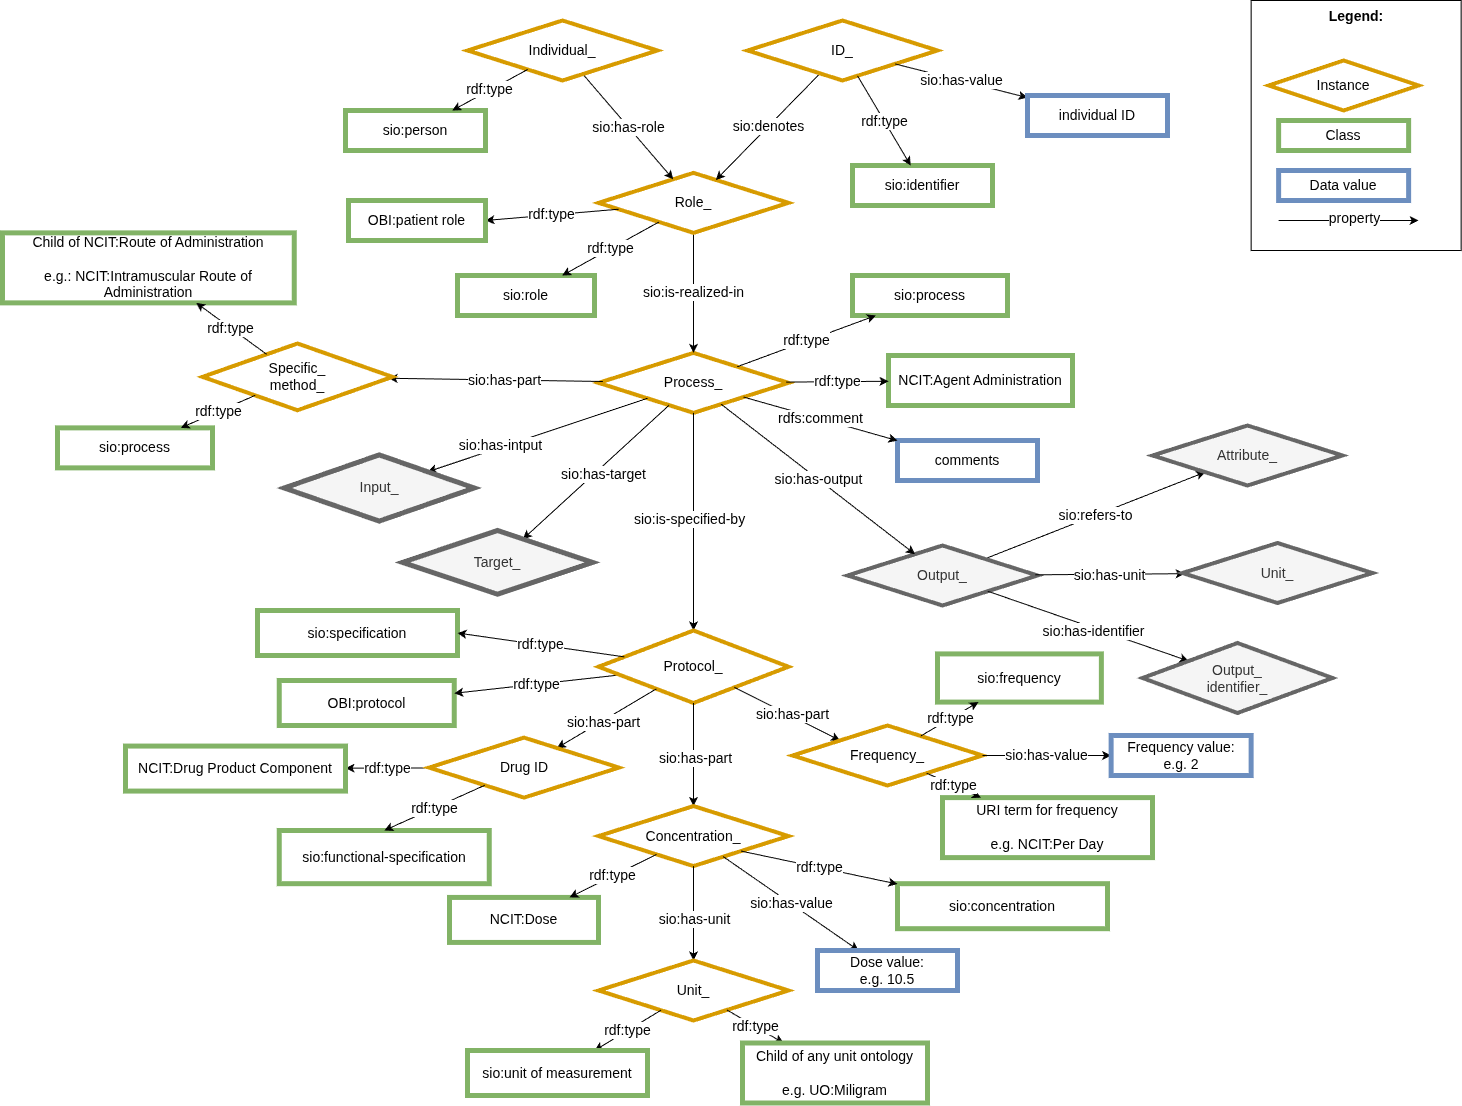 Legend:
Individual_
ID_
Instance
rdf:type
sio:has-value
sio:person
sio:has-role
sio:denotes
rdf:type
individual ID
Class
sio:identifier
Data value
Role_
OBI:patient role
rdf:type
property
Child of NCIT:Route of Administration
e.g.: NCIT:Intramuscular Route of
Administration
rdf:type
sio:role
sio:is-realized-in
sio:process
rdf:type
rdf:type
Specific_
method_
sio:has-part
Process_
rdf:type
NCIT:Agent Administration
rdf:type
rdfs:comment
sio:process
sio:has-intput
comments
Attribute_
Input_
sio:has-target
sio:has-output
sio:is-specified-by
sio:refers-to
Target_
Output_
sio:has-unit
Unit_
sio:specification
rdf:type
sio:has-identifier
Protocol_
Output_
identifier_
OBI:protocol
rdf:type
sio:frequency
sio:has-part
sio:has-part
rdf:type
NCIT:Drug Product Component
rdf:type
Drug ID
sio:has-part
Frequency_
sio:has-value
Frequency value:
e.g. 2
rdf:type
rdf:type
URI term for frequency
e.g. NCIT:Per Day
Concentration_
sio:functional-specification
rdf:type
rdf:type
sio:has-value
sio:concentration
NCIT:Dose
sio:has-unit
Dose value:
e.g. 10.5
Unit_
rdf:type
rdf:type
sio:unit of measurement
Child of any unit ontology
e.g. UO:Miligram